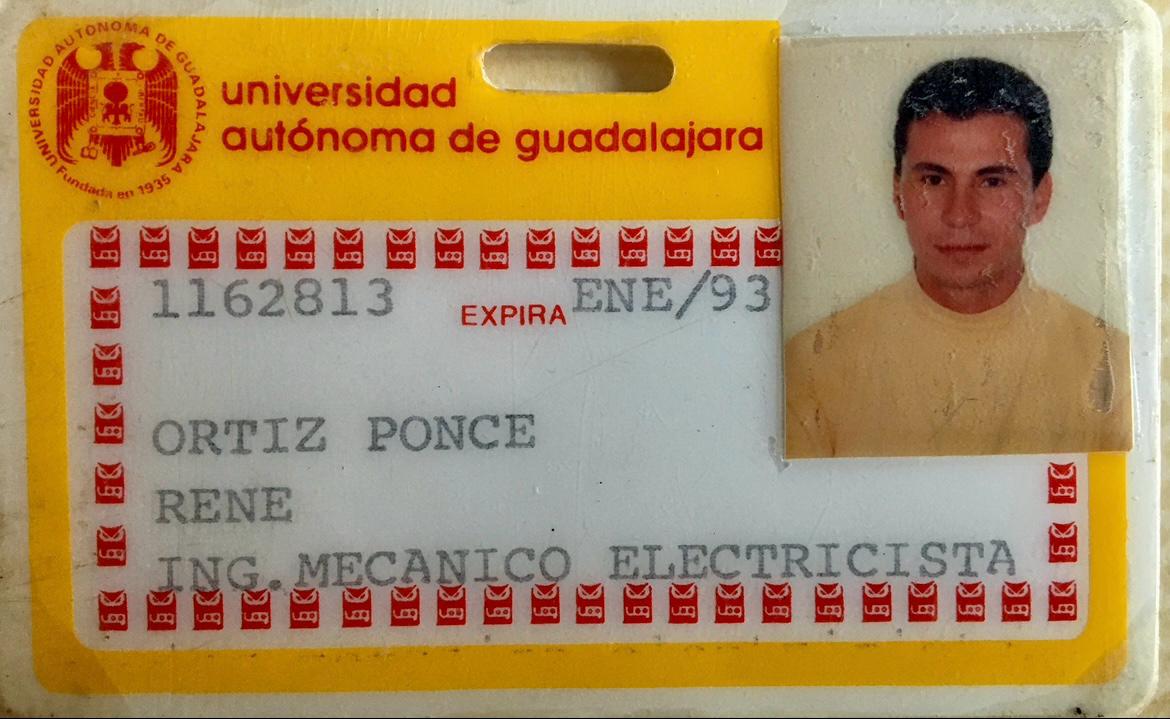 UNIVERSIDAD AUTONOMA DE GUADALAJARA
Fundada en 1935
universidad
autónoma de guadalajara
1162813 EXPIRA ENE/93
ORTIZ PONCE
RENE
ING.MECANICO ELECTRICISTA